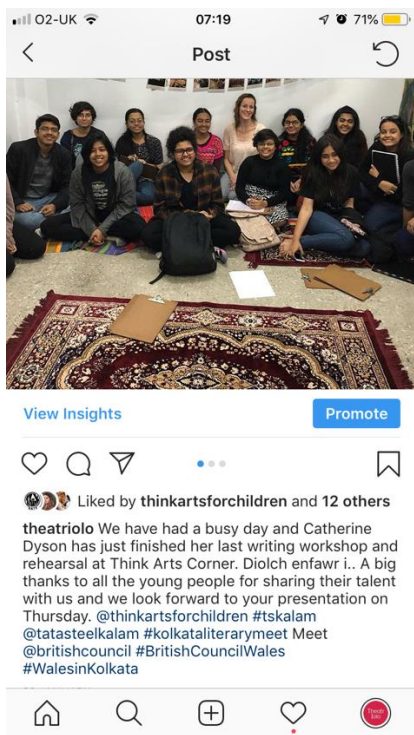 O2-UK 07:19 71%
Post
View Insights
Promote
Liked by thinkartsforchildren and 12 others
theatriolo We have had a busy day and Catherine
Dyson has just finished her last writing workshop and
rehearsal at Think Arts Corner. Diolch enfawr i.. A big
thanks to all the young people for sharing their talent
with us and we look forward to your presentation on
Thursday. @thinkartsforchildren #tskalam
@tatasteelkalam #kolkataliterarymeet Meet
@britishcouncil #BritishCouncilWales
#WalesinKolkata
Theatr
Iolo